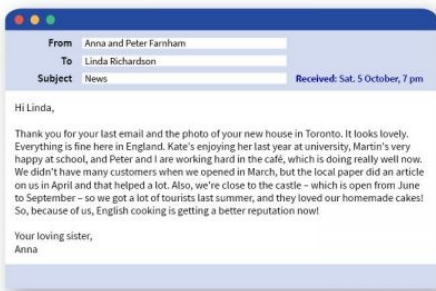 From Anna and Peter Farnham
To Linda Richardson
Subject News Received: Sat. 5 October, 7 pm
Hi Linda,
Thank you for your last email and the photo of your new house in Toronto. It looks lovely.
Everything is fine here in England. Kate's enjoying her last year at university, Martin's very
happy at school, and Peter and I are working hard in the café, which is doing really well now.
We didn't have many customers when we opened in March, but the local paper did an article
on us in April and that helped a lot. Also, we're close to the castle – which is open from June
to September – so we got a lot of tourists last summer, and they loved our homemade cakes!
So, because of us, English cooking is getting a better reputation now!
Your loving sister,
Anna